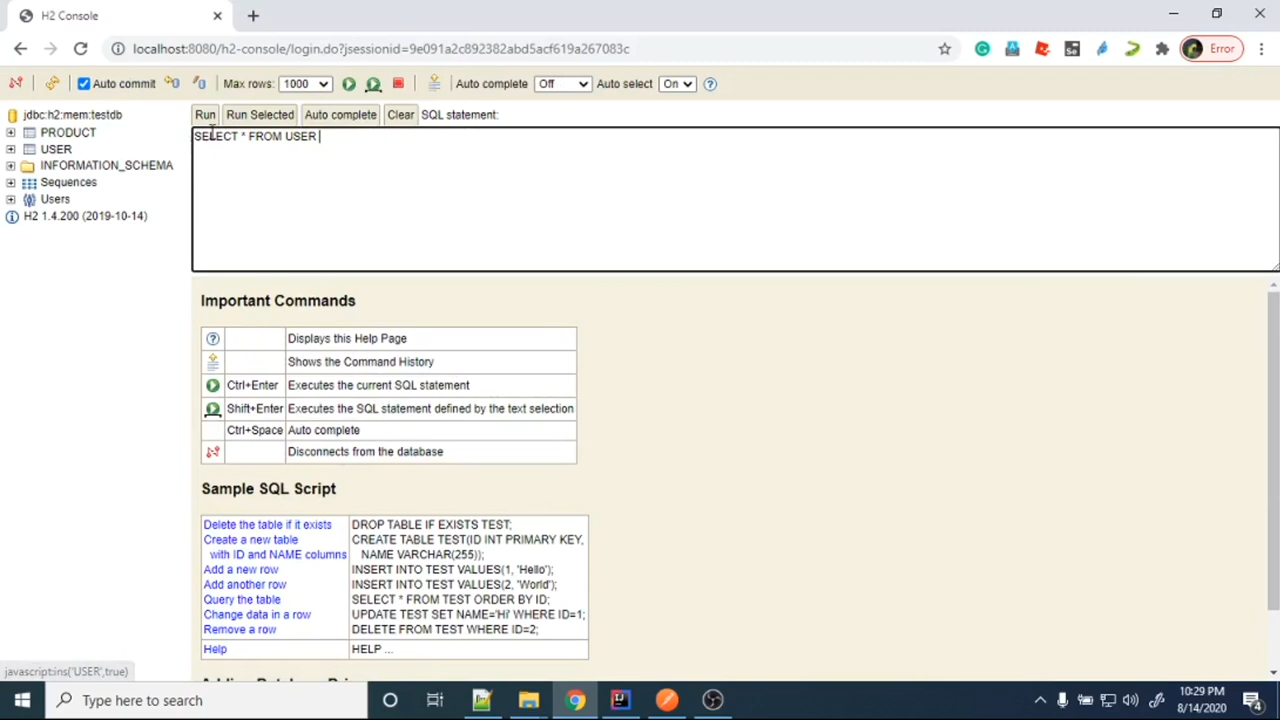 H2 Console
localhost:8080/h2-console/login.do?jsessionid=9e091a2c892382abd5acf619a267083c
Error
Auto commit
Max rows: 1000
Auto complete Off
Auto select On
jdbc:h2:mem:testdb
PRODUCT
USER
INFORMATION_SCHEMA
Sequences
Users
H2 1.4.200 (2019-10-14)
Run Run Selected Auto complete Clear SQL statement:
SELECT * FROM USER
Important Commands
Displays this Help Page
Shows the Command History
Ctrl+Enter Executes the current SQL statement
Shift+Enter Executes the SQL statement defined by the text selection
Ctrl+Space Auto complete
Disconnects from the database
Sample SQL Script
Delete the table if it exists DROP TABLE IF EXISTS TEST;
Create a new table CREATE TABLE TEST(ID INT PRIMARY KEY,
with ID and NAME columns NAME VARCHAR(255));
Add a new row INSERT INTO TEST VALUES(1, 'Hello');
Add another row INSERT INTO TEST VALUES(2, 'World');
Query the table SELECT * FROM TEST ORDER BY ID;
Change data in a row UPDATE TEST SET NAME='Hi' WHERE ID=1;
Remove a row DELETE FROM TEST WHERE ID=2;
Help HELP ...
javascript:ins('USER',true)
Type here to search
10:29 PM
8/14/2020
4